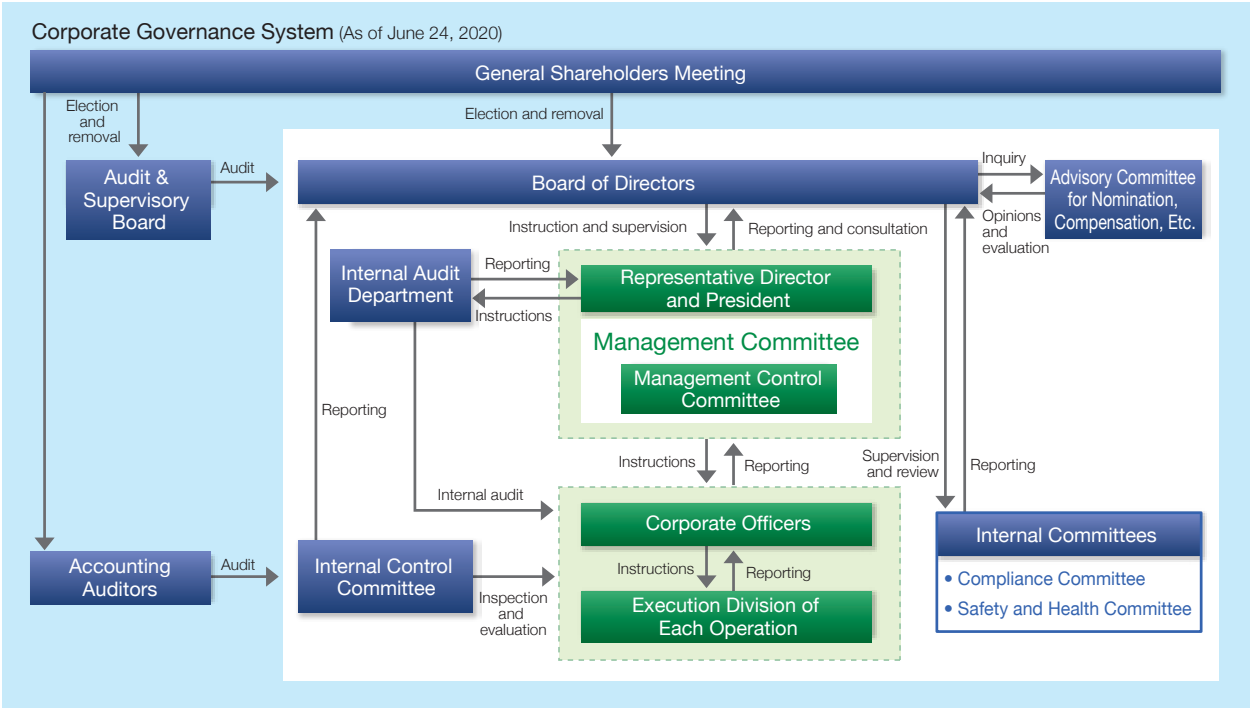 Corporate Governance System (As of June 24, 2020)
General Shareholders Meeting
Election
and
removal
Election and removal
Audit &
Supervisory
Board
Audit
Board of Directors
Inquiry
Opinions
and
evaluation
Advisory Committee
for Nomination,
Compensation, Etc.
Instruction and supervision
Reporting and consultation
Internal Audit
Department
Reporting
Instructions
Representative Director
and President
Management Committee
Management Control
Committee
Reporting
Instructions
Reporting
Supervision
and review
Reporting
Internal audit
Corporate Officers
Instructions
Reporting
Execution Division of
Each Operation
Accounting
Auditors
Audit
Internal Control
Committee
Inspection
and
evaluation
Internal Committees
• Compliance Committee
• Safety and Health Committee